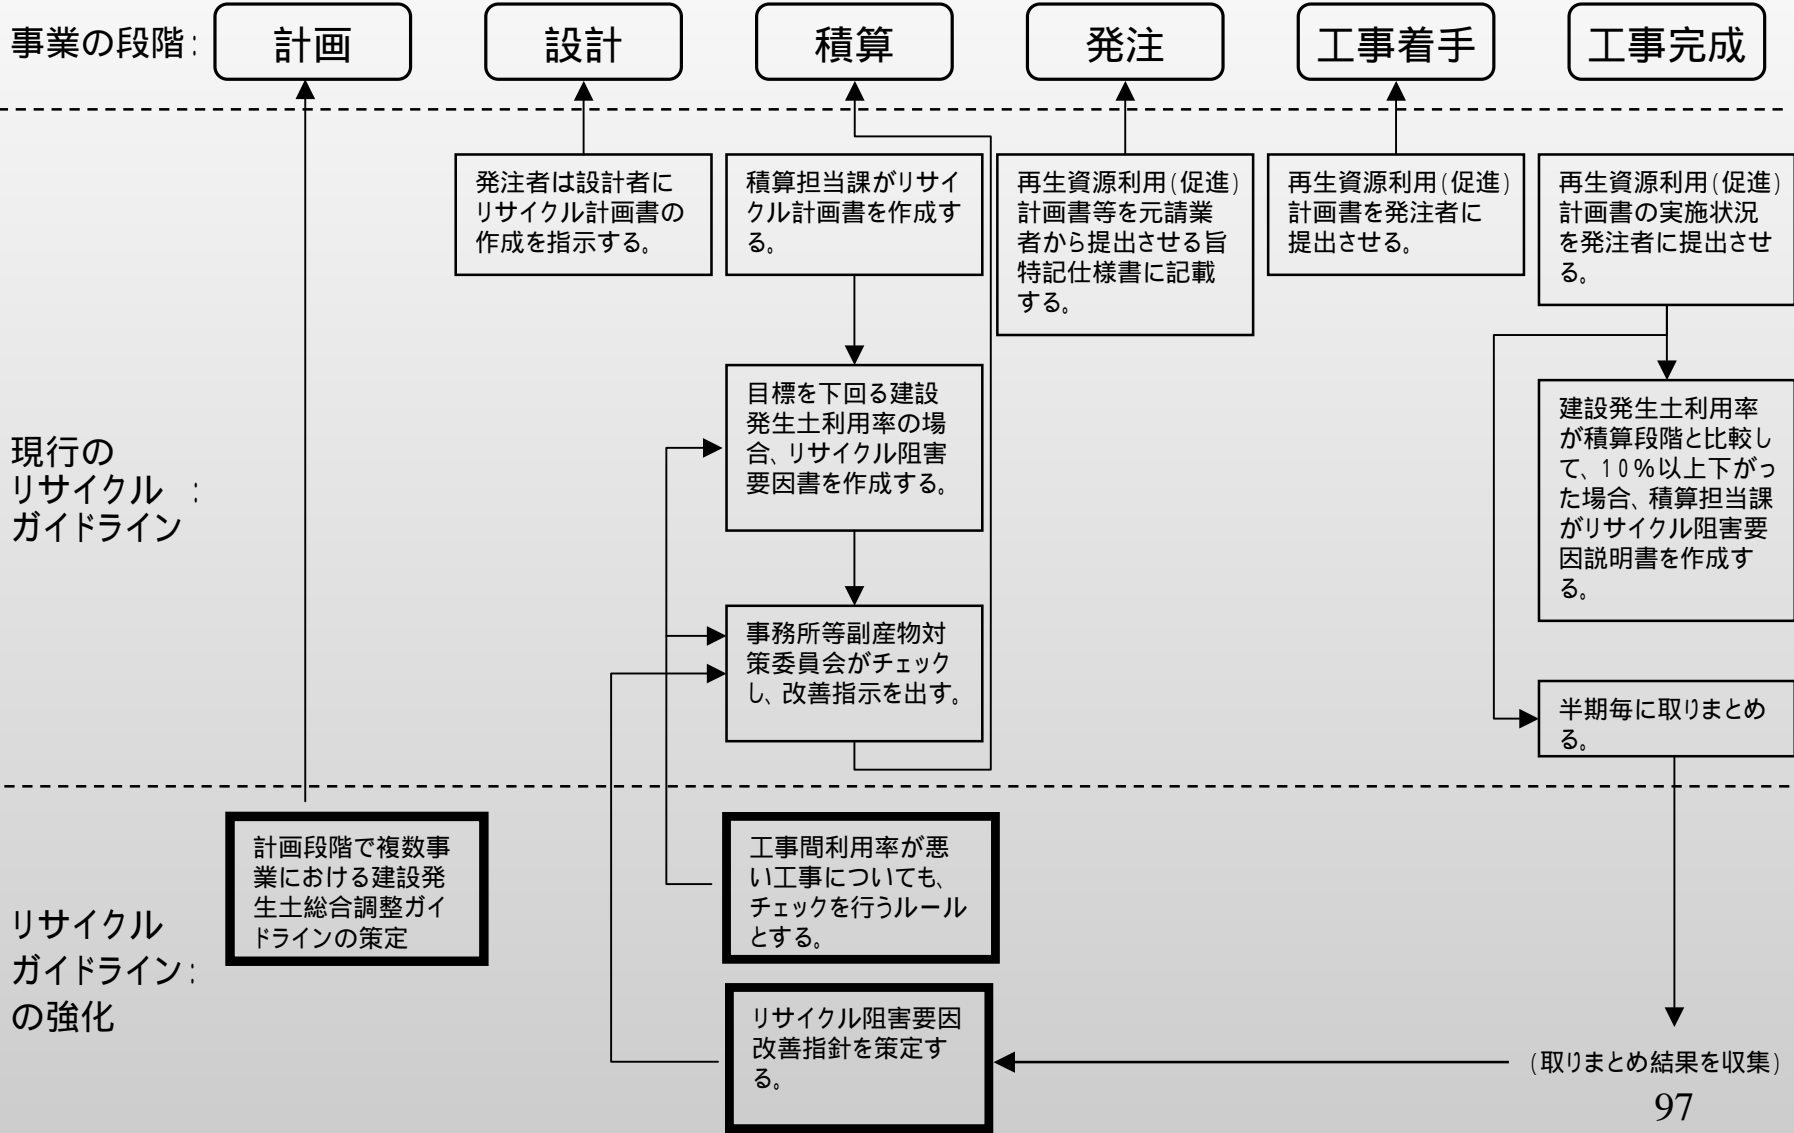 事業の段階:
計画
設計
積算
発注
工事着手
工事完成
現行の
リサイクル :
ガイドライン
発注者は設計者に
リサイクル計画書の
作成を指示する。
積算担当課がリサイ
クル計画書を作成す
る。
再生資源利用(促進)
計画書等を元請業
者から提出させる旨
特記仕様書に記載
する。
再生資源利用(促進)
計画書を発注者に
提出させる。
再生資源利用(促進)
計画書の実施状況
を発注者に提出させ
る。
目標を下回る建設
発生土利用率の場
合、リサイクル阻害
要因書を作成する。
建設発生土利用率
が積算段階と比較し
て、10%以上下がっ
た場合、積算担当課
がリサイクル阻害要
因説明書を作成す
る。
事務所等副産物対
策委員会がチェック
し、改善指示を出す。
半期毎に取りまとめ
る。
リサイクル
ガイドライン:
の強化
計画段階で複数事
業における建設発
生土総合調整ガイ
ドラインの策定
工事間利用率が悪
い工事についても、
チェックを行うルール
とする。
リサイクル阻害要因
改善指針を策定す
る。
(取りまとめ結果を収集)
97